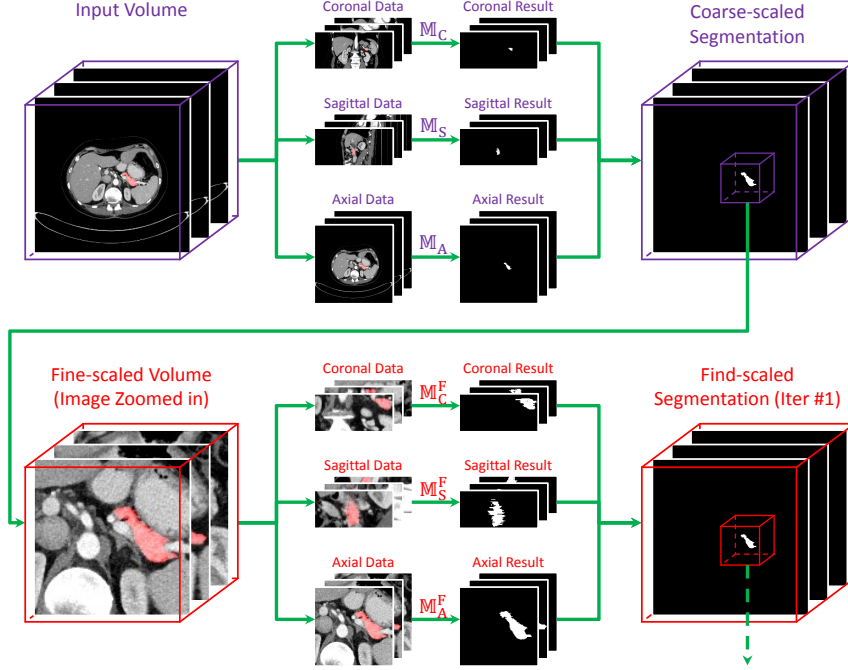 Input Volume
Coronal Data
𝕄C
Coronal Result
Coarse-scaled
Segmentation
Sagittal Data
𝕄S
Sagittal Result
Axial Data
𝕄A
Axial Result
Fine-scaled Volume
(Image Zoomed in)
Coronal Data
𝕄FC
Coronal Result
Find-scaled
Segmentation (Iter #1)
Sagittal Data
𝕄FS
Sagittal Result
Axial Data
𝕄FA
Axial Result